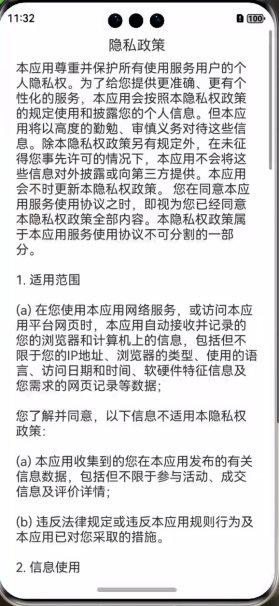 11:32
100
隐私政策
本应用尊重并保护所有使用服务用户的个
人隐私权。为了给您提供更准确、更有个
性化的服务，本应用会按照本隐私权政策
的规定使用和披露您的个人信息。但本应
用将以高度的勤勉、审慎义务对待这些信
息。除本隐私权政策另有规定外，在未征
得您事先许可的情况下，本应用不会将这
些信息对外披露或向第三方提供。本应用
会不时更新本隐私权政策。 您在同意本应
用服务使用协议之时，即视为您已经同意
本隐私权政策全部内容。本隐私权政策属
于本应用服务使用协议不可分割的一部
分。
1. 适用范围
(a) 在您使用本应用网络服务，或访问本应
用平台网页时，本应用自动接收并记录的
您的浏览器和计算机上的信息，包括但不
限于您的IP地址、浏览器的类型、使用的语
言、访问日期和时间、软硬件特征信息及
您需求的网页记录等数据；
您了解并同意，以下信息不适用本隐私权
政策：
(a) 本应用收集到的您在本应用发布的有关
信息数据，包括但不限于参与活动、成交
信息及评价详情；
(b) 违反法律规定或违反本应用规则行为及
本应用已对您采取的措施。
2. 信息使用